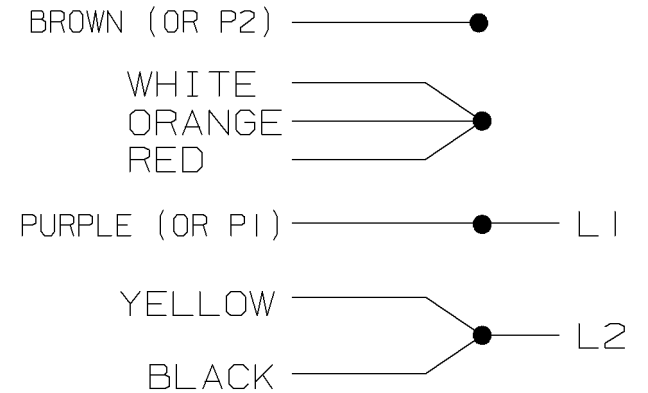 BROWN (OR P2)
WHITE
ORANGE
RED
PURPLE (OR P1) L1
YELLOW
L2
BLACK